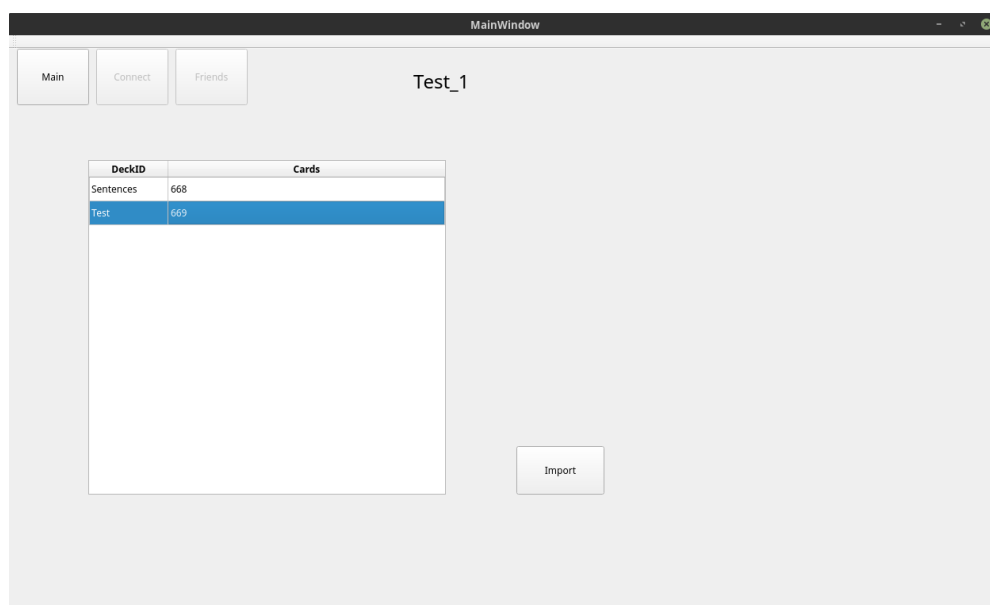 MainWindow
Main Connect Friends
Test_1
DeckID Cards
Sentences 668
Test 669
Import